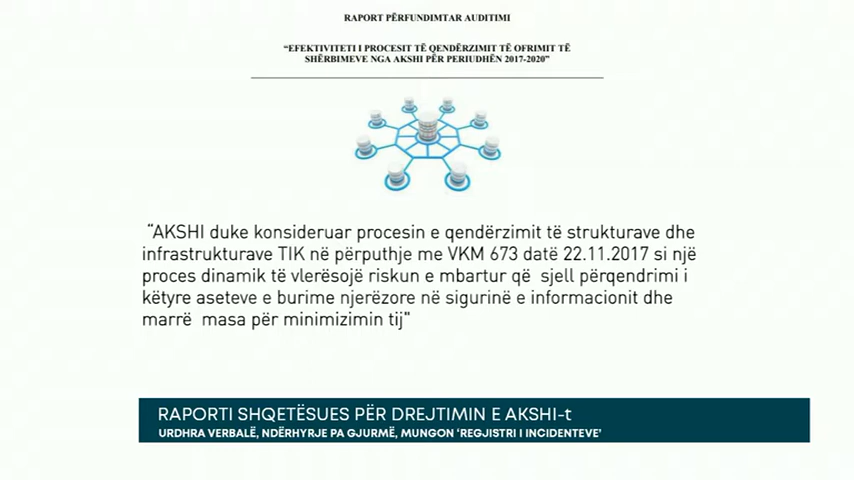 RAPORT PËRFUNDIMTAR AUDITIMI
“EFEKTIVITETI I PROCESIT TË QENDËRZIMIT TË OFRIMIT TË
SHËRBIMEVE NGA AKSHI PËR PERIUDHËN 2017-2020”
“AKSHI duke konsideruar procesin e qendërzimit të strukturave dhe
infrastrukturave TIK në përputhje me VKM 673 datë 22.11.2017 si një
proces dinamik të vlerësojë riskun e mbartur që sjell përqendrimi i
këtyre aseteve e burime njerëzore në sigurinë e informacionit dhe
marrë masa për minimizimin tij"
RAPORTI SHQETËSUES PËR DREJTIMIN E AKSHI-t
URDHRA VERBALË, NDËRHYRJE PA GJURMË, MUNGON ‘REGJISTRI I INCIDENTEVE’